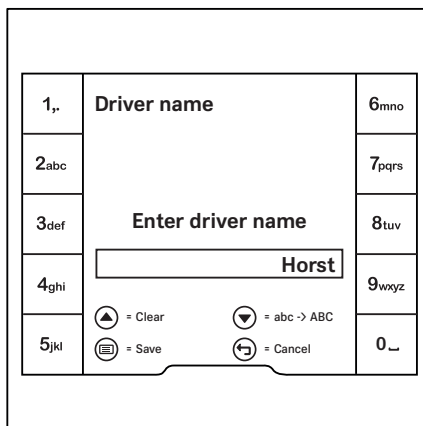 Driver name
1,.
2abc
3def
4ghi
5jkl
Enter driver name
Horst
= Clear
= abc -> ABC
= Save
= Cancel
6mno
7pqrs
8tuv
9wxyz
0⎵